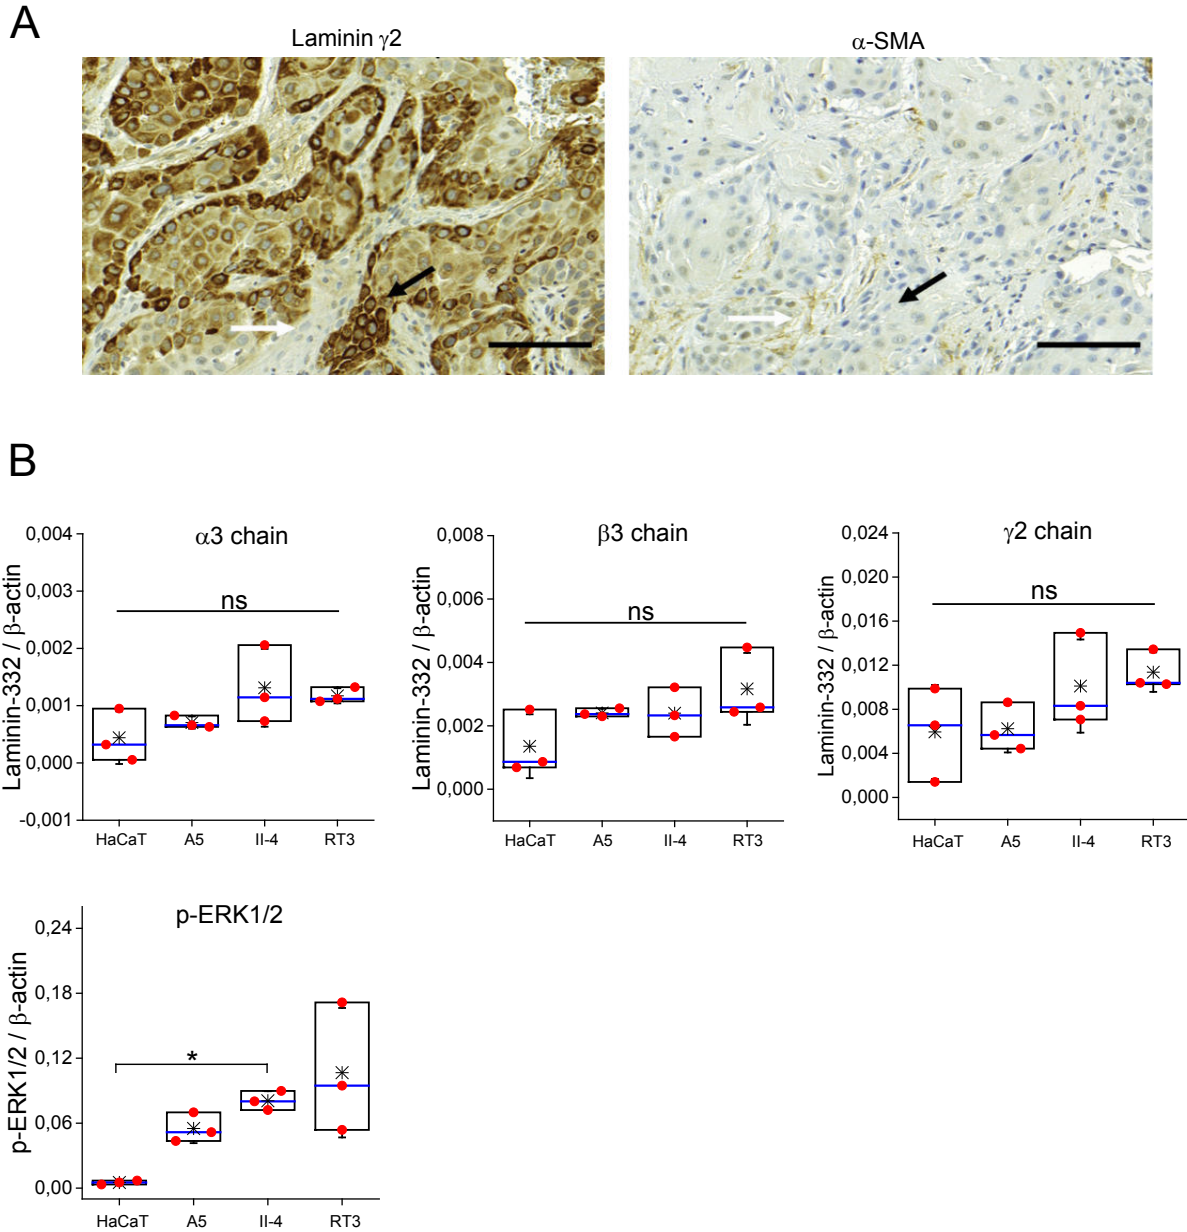 A
Laminin γ2
α-SMA
B
α3 chain
Laminin-332 / β-actin
0,004
0,003
0,002
0,001
0,000
-0,001
ns
HaCaT A5 II-4 RT3
β3 chain
Laminin-332 / β-actin
0,008
0,006
0,004
0,002
0,000
ns
HaCaT A5 II-4 RT3
γ2 chain
Laminin-332 / β-actin
0,024
0,020
0,016
0,012
0,008
0,004
0,000
ns
HaCaT A5 II-4 RT3
p-ERK1/2
p-ERK1/2 / β-actin
0,24
0,18
0,12
0,06
0,00
*
HaCaT A5 II-4 RT3